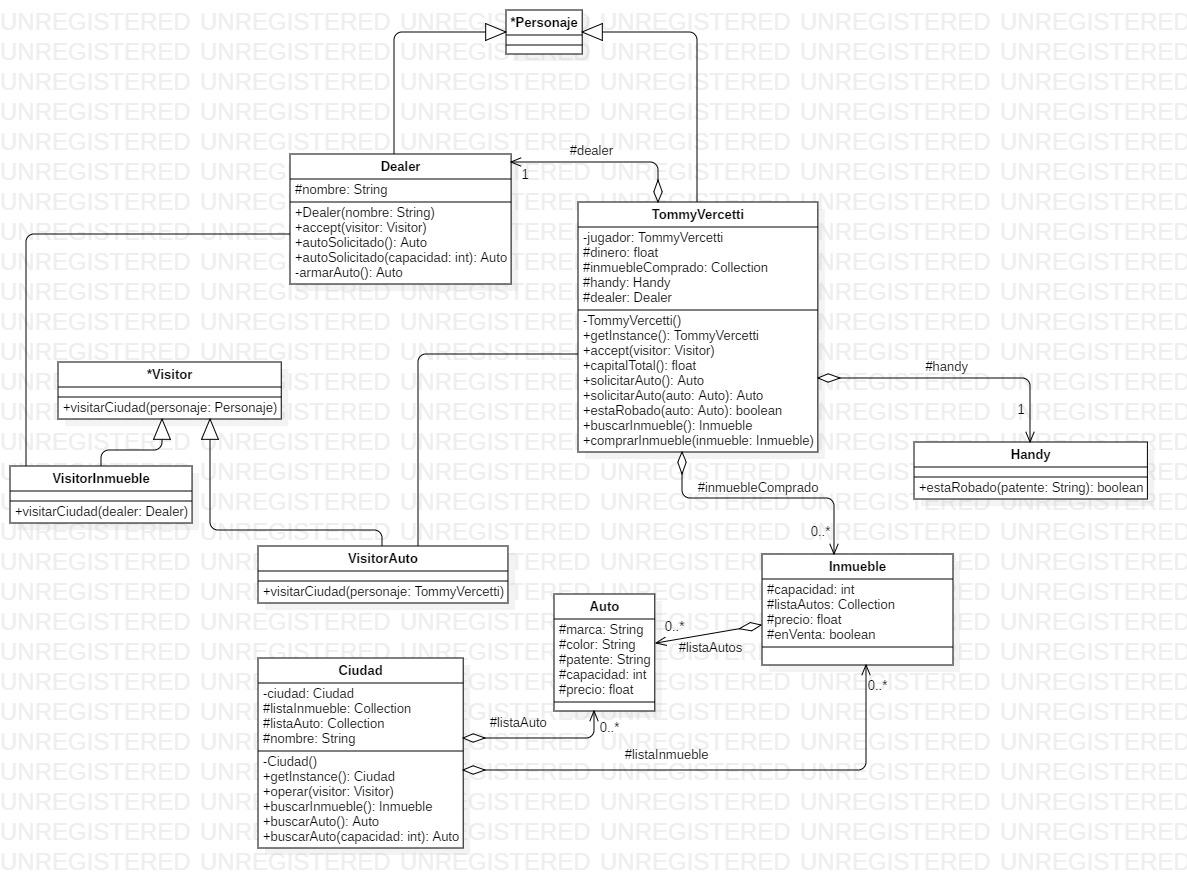 *Personaje
Dealer
#nombre: String
+Dealer(nombre: String)
+accept(visitor: Visitor)
+autoSolicitado(): Auto
+autoSolicitado(capacidad: int): Auto
-armarAuto(): Auto
#dealer
1
TommyVercetti
-jugador: TommyVercetti
#dinero: float
#inmuebleComprado: Collection
#handy: Handy
#dealer: Dealer
-TommyVercetti()
+getInstance(): TommyVercetti
+accept(visitor: Visitor)
+capitalTotal(): float
+solicitarAuto(): Auto
+solicitarAuto(auto: Auto): Auto
+estaRobado(auto: Auto): boolean
+buscarInmueble(): Inmueble
+comprarInmueble(inmueble: Inmueble)
#handy
1
Handy
+estaRobado(patente: String): boolean
*Visitor
+visitarCiudad(personaje: Personaje)
VisitorInmueble
+visitarCiudad(dealer: Dealer)
VisitorAuto
+visitarCiudad(personaje: TommyVercetti)
#inmuebleComprado
0..*
Inmueble
#capacidad: int
#listaAutos: Collection
#precio: float
#enVenta: boolean
0..*
#listaAutos
Auto
#marca: String
#color: String
#patente: String
#capacidad: int
#precio: float
Ciudad
-ciudad: Ciudad
#listaInmueble: Collection
#listaAuto: Collection
#nombre: String
-Ciudad()
+getInstance(): Ciudad
+operar(visitor: Visitor)
+buscarInmueble(): Inmueble
+buscarAuto(): Auto
+buscarAuto(capacidad: int): Auto
#listaAuto
0..*
#listaInmueble
0..*
UNREGISTERED